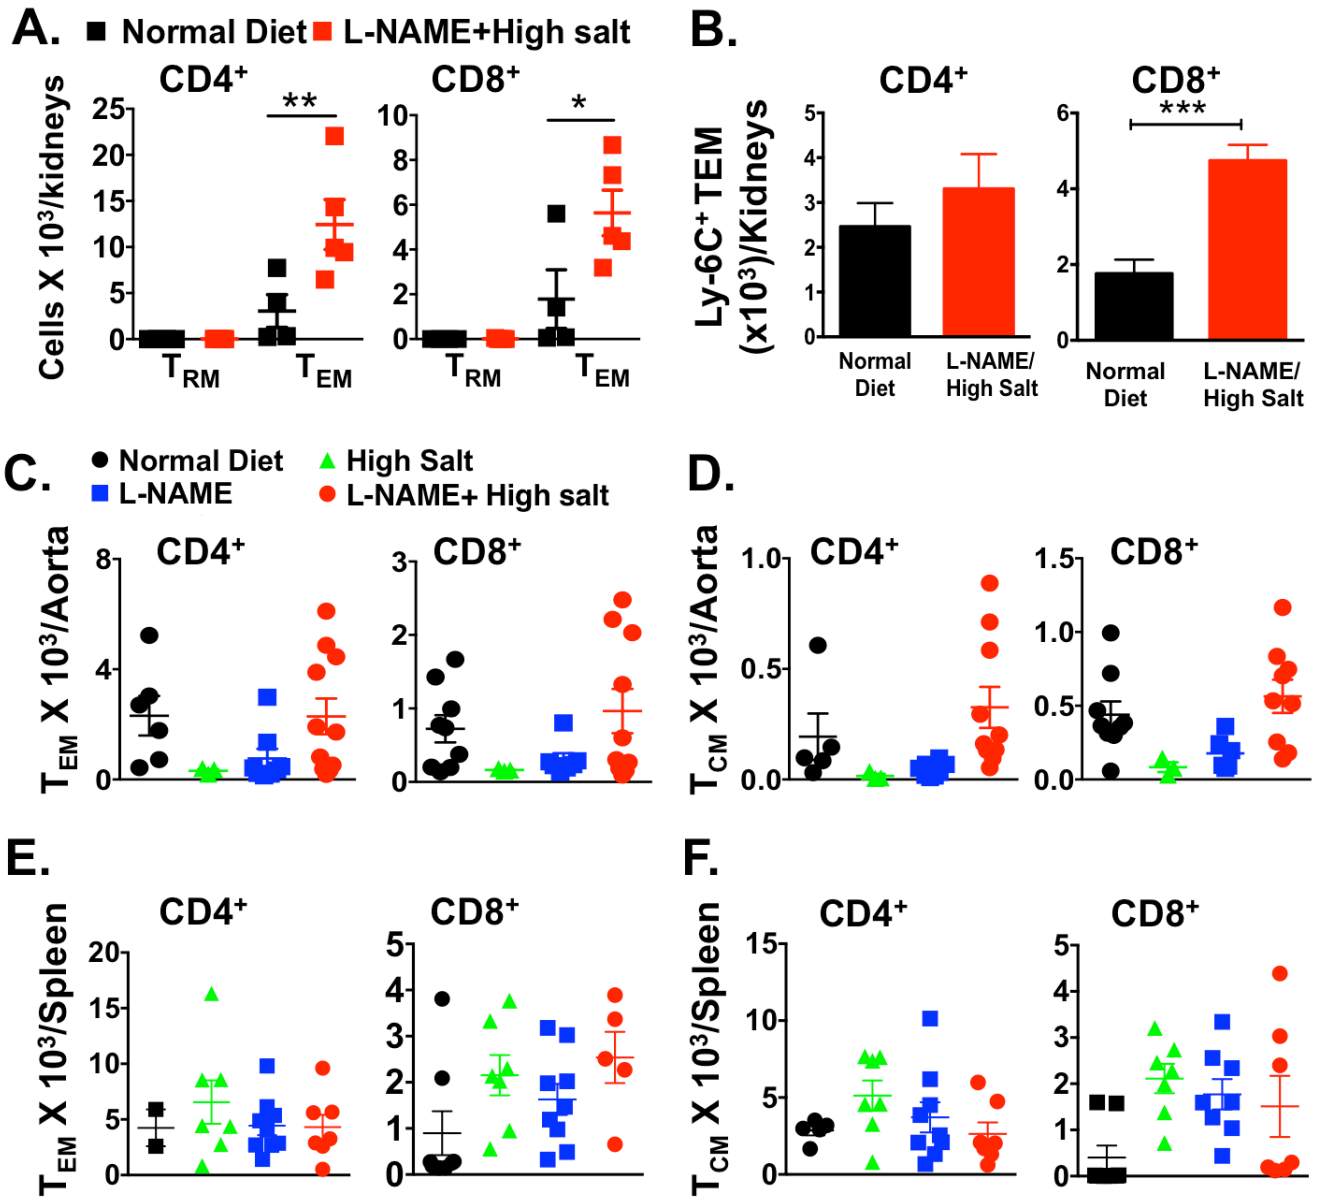 A. Normal Diet L-NAME+High salt
CD4⁺ CD8⁺
Cells X 10³/kidneys
25
20
15
10
5
0
**
T_RM T_EM
10
8
6
4
2
0
*
T_RM T_EM
B.
CD4⁺ CD8⁺
Ly-6C⁺ TEM
(x10³)/Kidneys
5
4
3
2
1
0
Normal Diet
L-NAME/ High Salt
6
4
2
0
***
Normal Diet
L-NAME/ High Salt
C. Normal Diet High Salt
L-NAME L-NAME+ High salt
CD4⁺ CD8⁺
T_EM X 10³/Aorta
8
4
0
3
2
1
0
D.
CD4⁺ CD8⁺
T_CM X 10³/Aorta
1.0
0.5
0.0
1.5
1.0
0.5
0.0
E.
CD4⁺ CD8⁺
T_EM X 10³/Spleen
20
15
10
5
0
5
4
3
2
1
0
F.
CD4⁺ CD8⁺
T_CM X 10³/Spleen
15
10
5
0
5
4
3
2
1
0